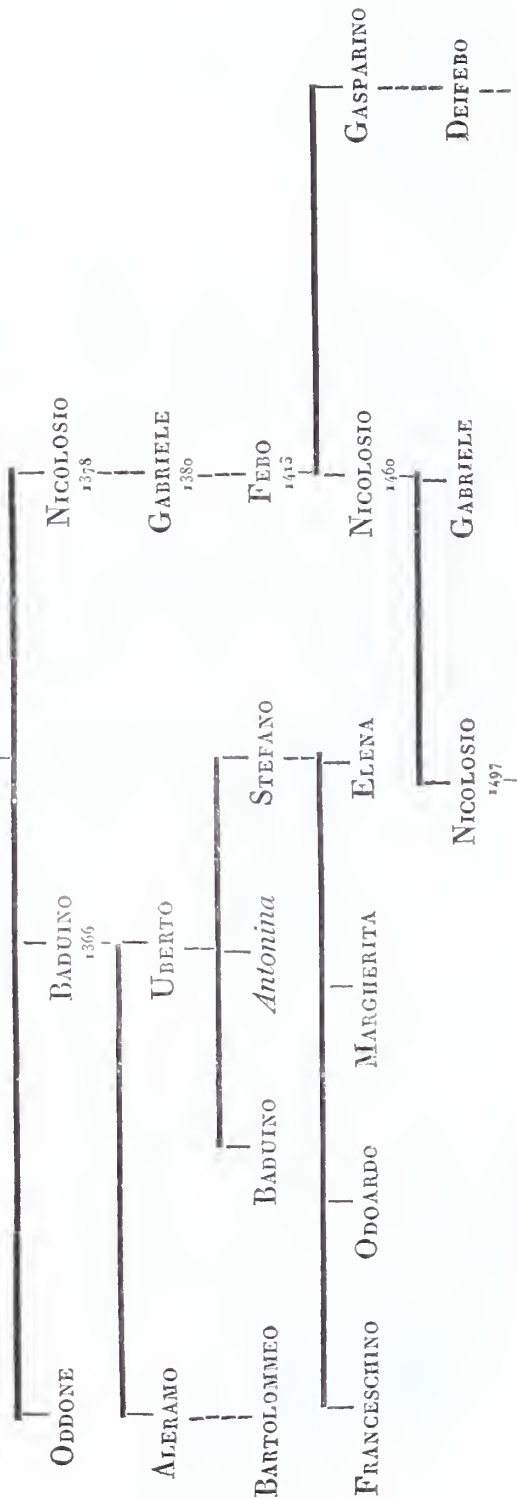 ODDONE
BADUINO
1366
NICOLOSIO
1378
ALERAMO
UBERTO
GABRIELE
1380
BARTOLOMMEO
BADUINO
Antonina
STEFANO
FEBO
1413
GASPARINO
FRANCESCHINO
ODOARDO
MARGHERITA
ELENA
NICOLOSIO
1460
DEIFEBO
NICOLOSIO
1497
GABRIELE